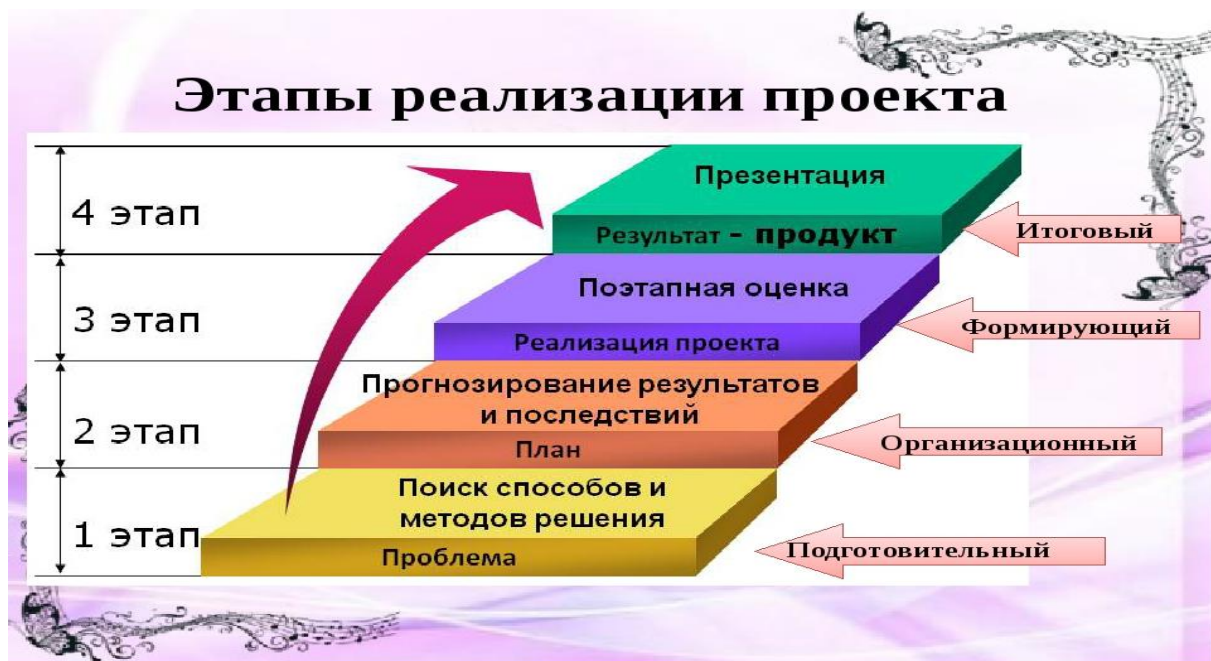 Этапы реализации проекта
4 этап
Презентация
Результат - продукт
Итоговый
3 этап
Поэтапная оценка
Реализация проекта
Формирующий
2 этап
Прогнозирование результатов
и последствий
План
Организационный
1 этап
Поиск способов и
методов решения
Проблема
Подготовительный